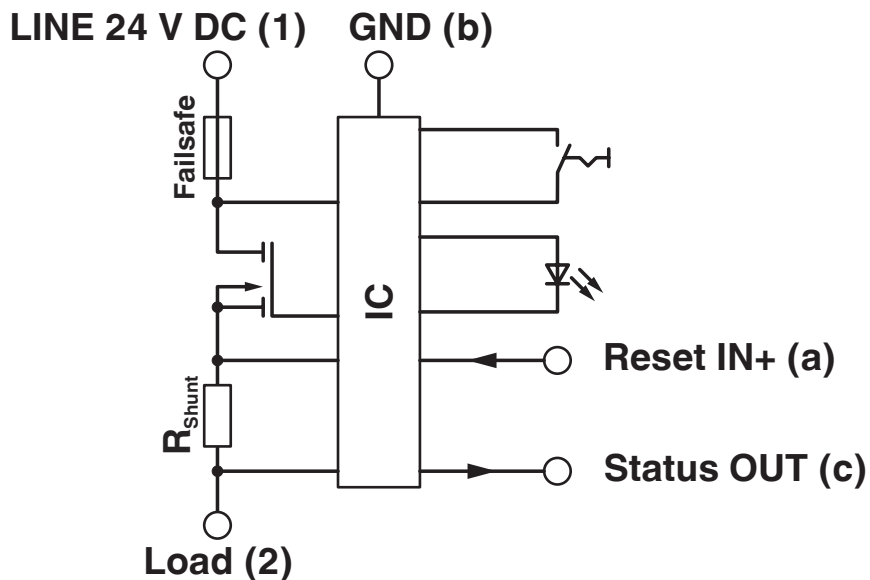 LINE 24 V DC (1)
GND (b)
Failsafe
IC
Reset IN+ (a)
RShunt
Status OUT (c)
Load (2)